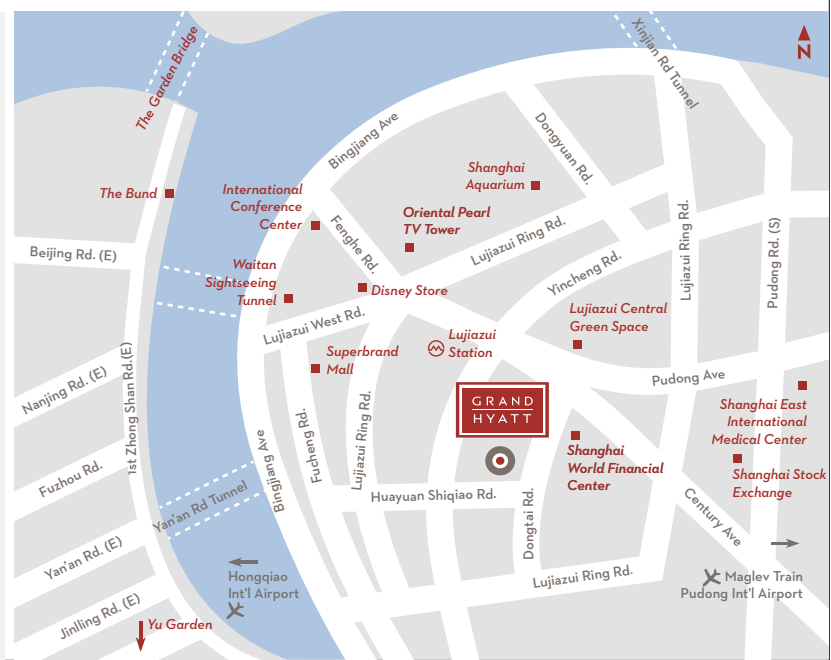 The Garden Bridge
Xinjian Rd Tunnel
N
Bingjiang Ave
Dongyuan Rd.
Shanghai
Aquarium
The Bund
International
Conference
Center
Oriental Pearl
TV Tower
Fenghe Rd.
Lujiazui Ring Rd.
Lujiazui Ring Rd.
Pudong Rd. (S)
Beijing Rd. (E)
Waitan
Sightseeing
Tunnel
Disney Store
Yincheng Rd.
Lujiazui West Rd.
Lujiazui Central
Green Space
Lujiazui
Station
Superbrand
Mall
Nanjing Rd. (E)
1st Zhong Shan Rd.(E)
Pudong Ave
GRAND
HYATT
Shanghai East
International
Medical Center
Ficheng Rd.
Lujiazui Ring Rd.
Bingjiang Ave
Shanghai
World Financial
Center
Shanghai Stock
Exchange
Fuzhou Rd.
Yan'an Rd Tunnel
Huayuan Shiqiao Rd.
Dongtai Rd.
Century Ave
Yan'an Rd. (E)
Hongqiao
Int'l Airport
Lujiazui Ring Rd.
Maglev Train
Pudong Int'l Airport
Jinlling Rd. (E)
Yu Garden